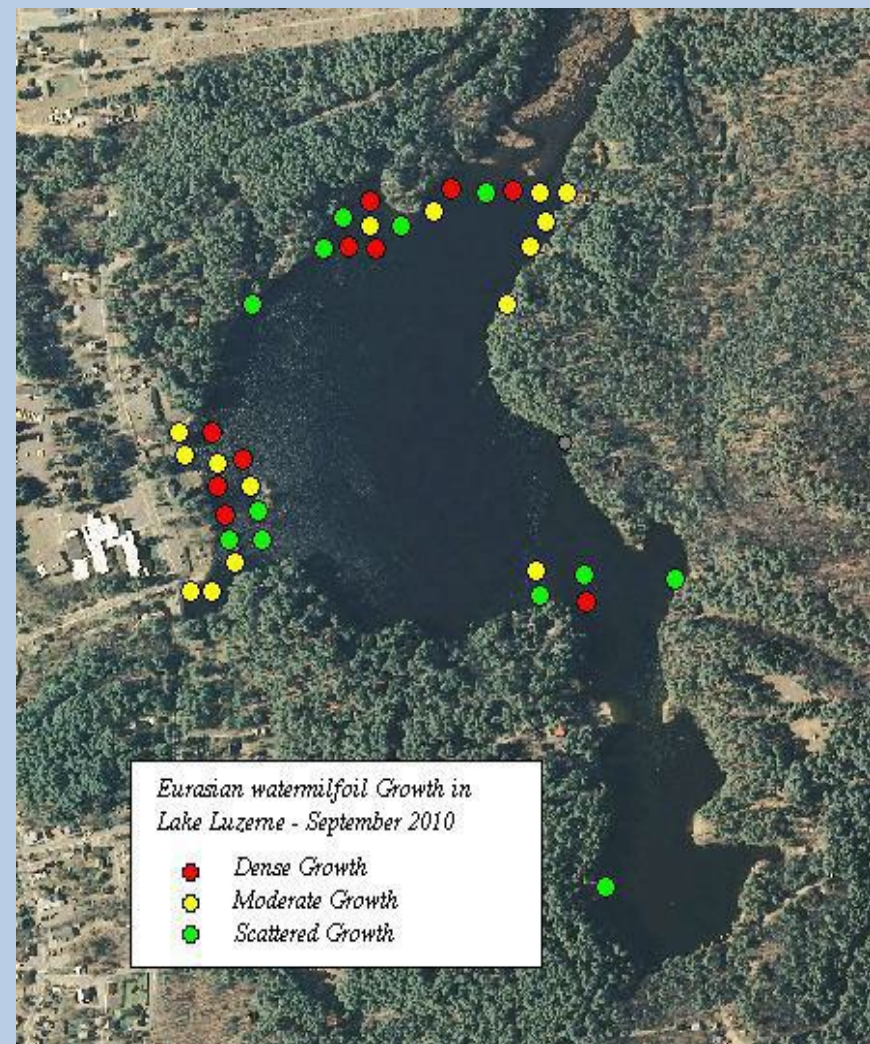 Eurasian watermilfoil Growth in
Lake Luzerne - September 2010
Dense Growth
Moderate Growth
Scattered Growth